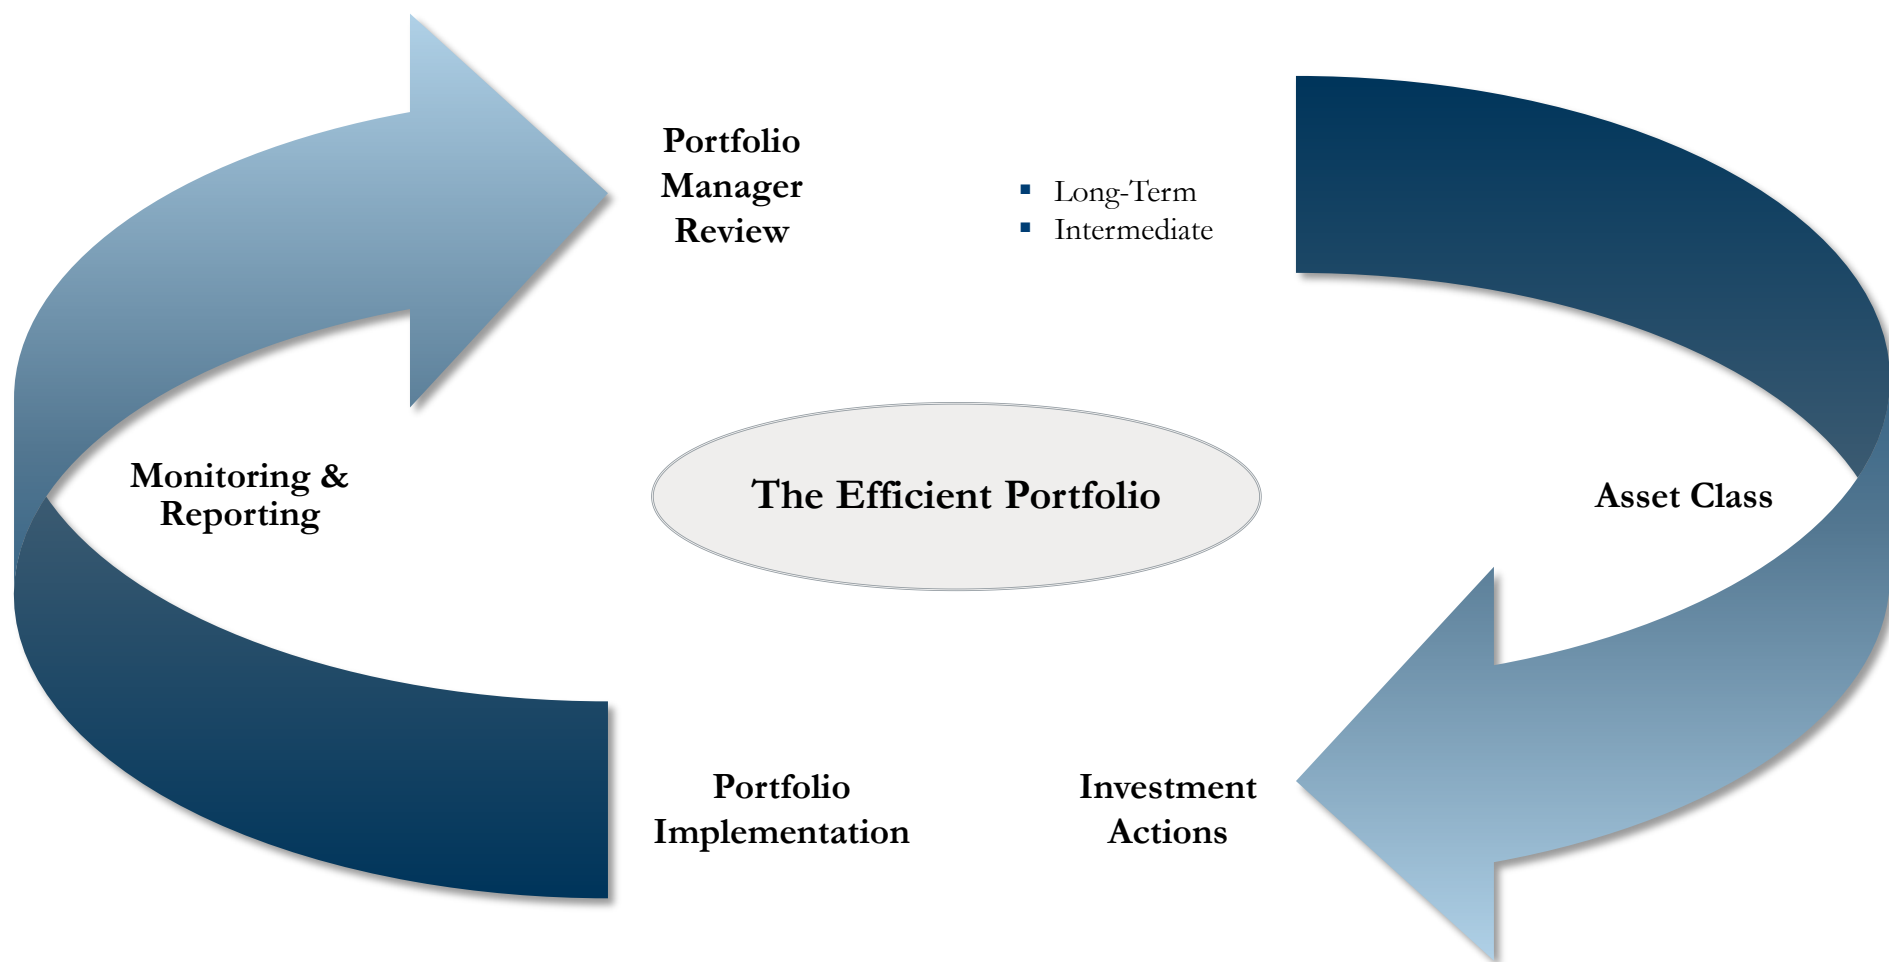 Portfolio
Manager
Review
▪ Long-Term
▪ Intermediate
Monitoring &
Reporting
The Efficient Portfolio
Asset Class
Portfolio
Implementation
Investment
Actions